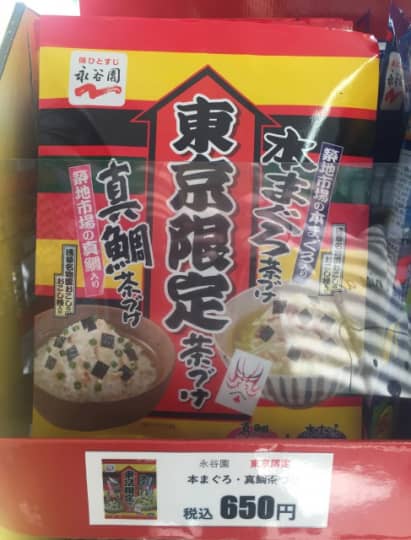 味ひとすじ
永谷園
東京限定茶づけ
本まぐろ茶づけ
築地市場の本まぐろ入り
真鯛茶づけ
築地市場の真鯛入り
永谷園 東京限定
本まぐろ・真鯛茶づ
税込 650円